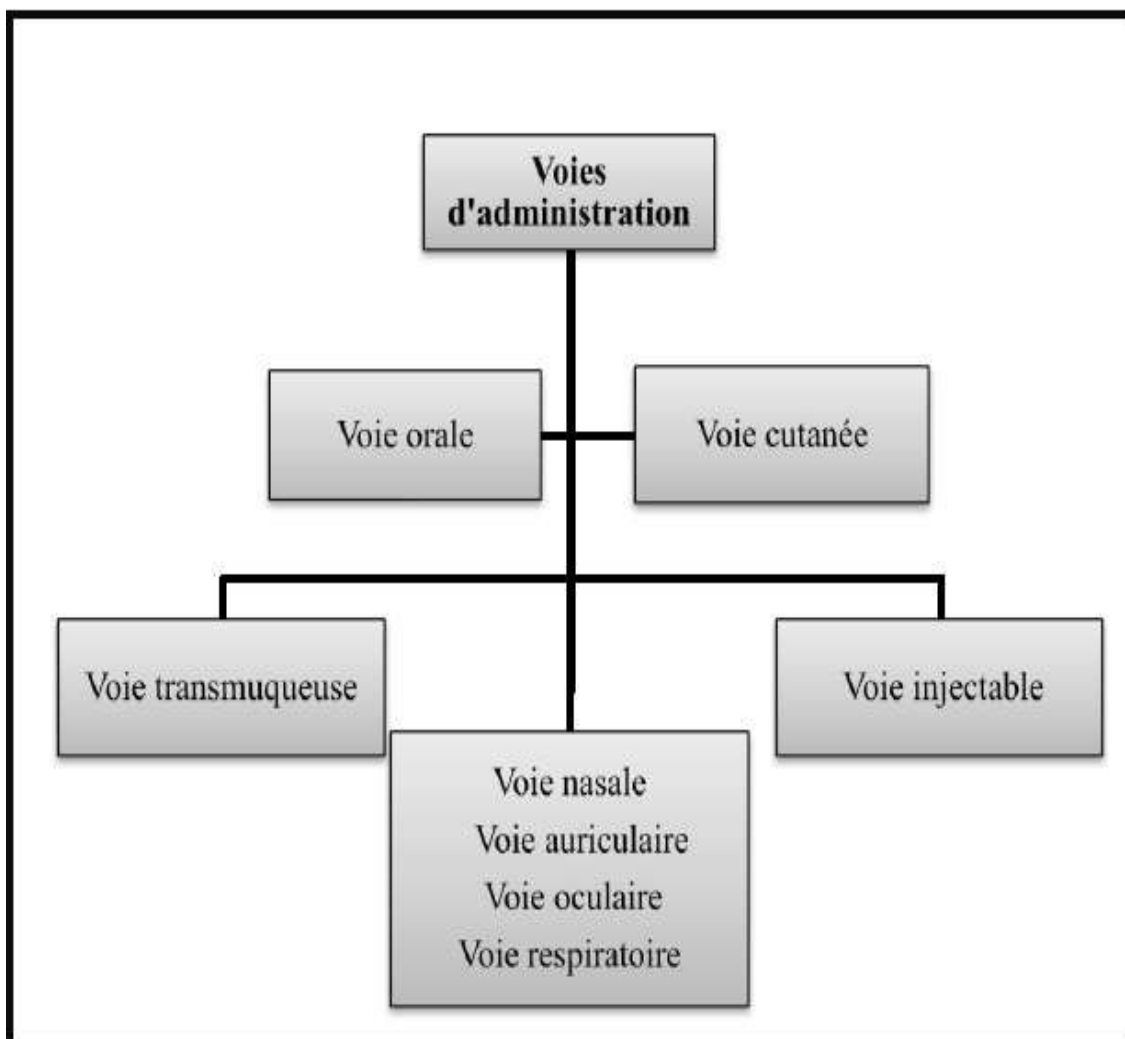 Voies
d'administration
Voie orale
Voie cutanée
Voie transmuqueuse
Voie injectable
Voie nasale
Voie auriculaire
Voie oculaire
Voie respiratoire